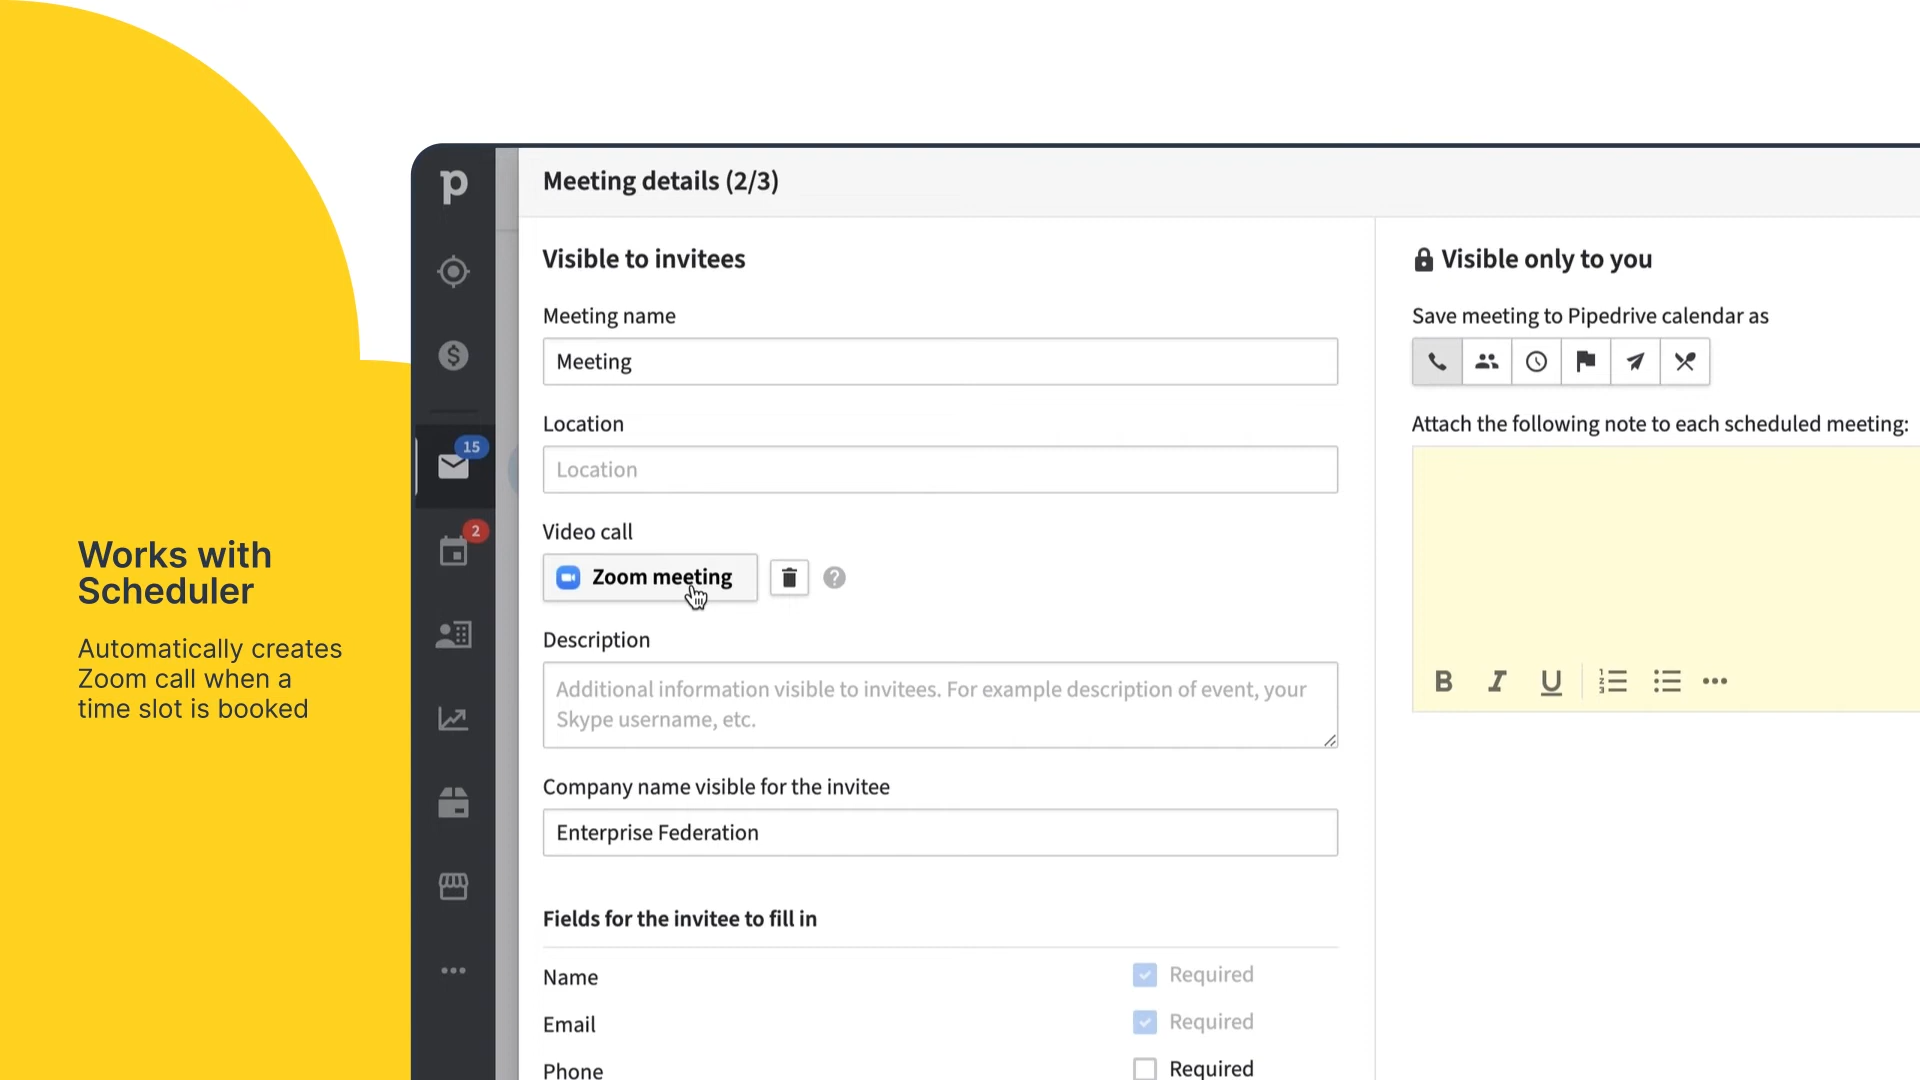 Works with
Scheduler
Automatically creates
Zoom call when a
time slot is booked
p
15
2
Meeting details (2/3)
Visible to invitees
Meeting name
Meeting
Location
Location
Video call
Zoom meeting
?
Description
Additional information visible to invitees. For example description of event, your
Skype username, etc.
Company name visible for the invitee
Enterprise Federation
Fields for the invitee to fill in
Name Required
Email Required
Phone Required
Visible only to you
Save meeting to Pipedrive calendar as
Attach the following note to each scheduled meeting:
B I U